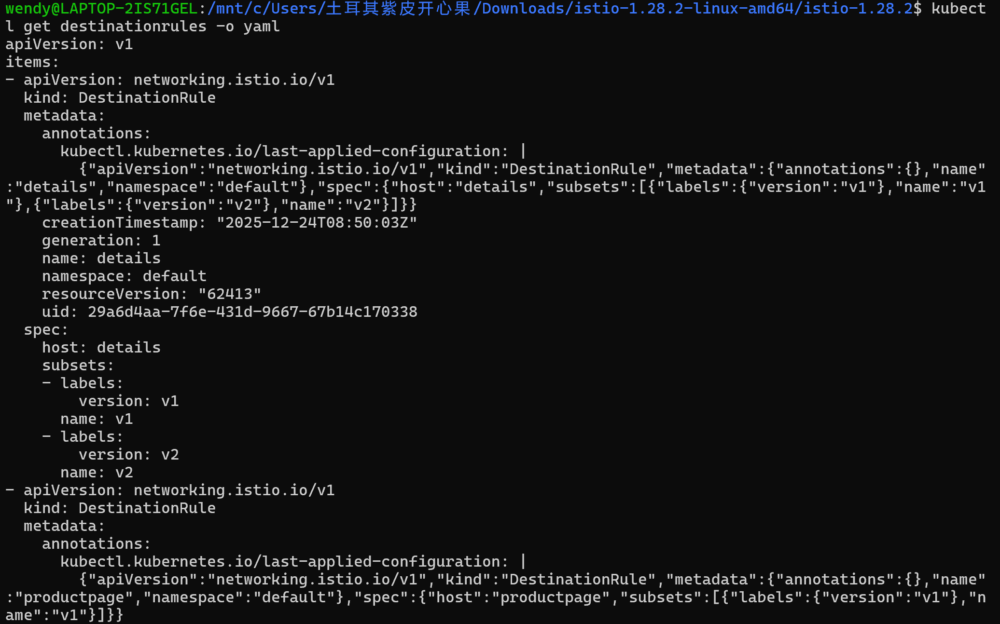 wendy@LAPTOP-2IS71GEL:/mnt/c/Users/土耳其紫皮开心果/Downloads/istio-1.28.2-linux-amd64/istio-1.28.2$ kubect
l get destinationrules -o yaml
apiVersion: v1
items:
- apiVersion: networking.istio.io/v1
  kind: DestinationRule
  metadata:
    annotations:
      kubectl.kubernetes.io/last-applied-configuration: |
        {"apiVersion":"networking.istio.io/v1","kind":"DestinationRule","metadata":{"annotations":{},"name"
:"details","namespace":"default"},"spec":{"host":"details","subsets":[{"labels":{"version":"v1"},"name":"v1
"},{"labels":{"version":"v2"},"name":"v2"}]}}
    creationTimestamp: "2025-12-24T08:50:03Z"
    generation: 1
    name: details
    namespace: default
    resourceVersion: "62413"
    uid: 29a6d4aa-7f6e-431d-9667-67b14c170338
  spec:
    host: details
    subsets:
    - labels:
        version: v1
      name: v1
    - labels:
        version: v2
      name: v2
- apiVersion: networking.istio.io/v1
  kind: DestinationRule
  metadata:
    annotations:
      kubectl.kubernetes.io/last-applied-configuration: |
        {"apiVersion":"networking.istio.io/v1","kind":"DestinationRule","metadata":{"annotations":{},"name"
:"productpage","namespace":"default"},"spec":{"host":"productpage","subsets":[{"labels":{"version":"v1"},"n
ame":"v1"}]}}